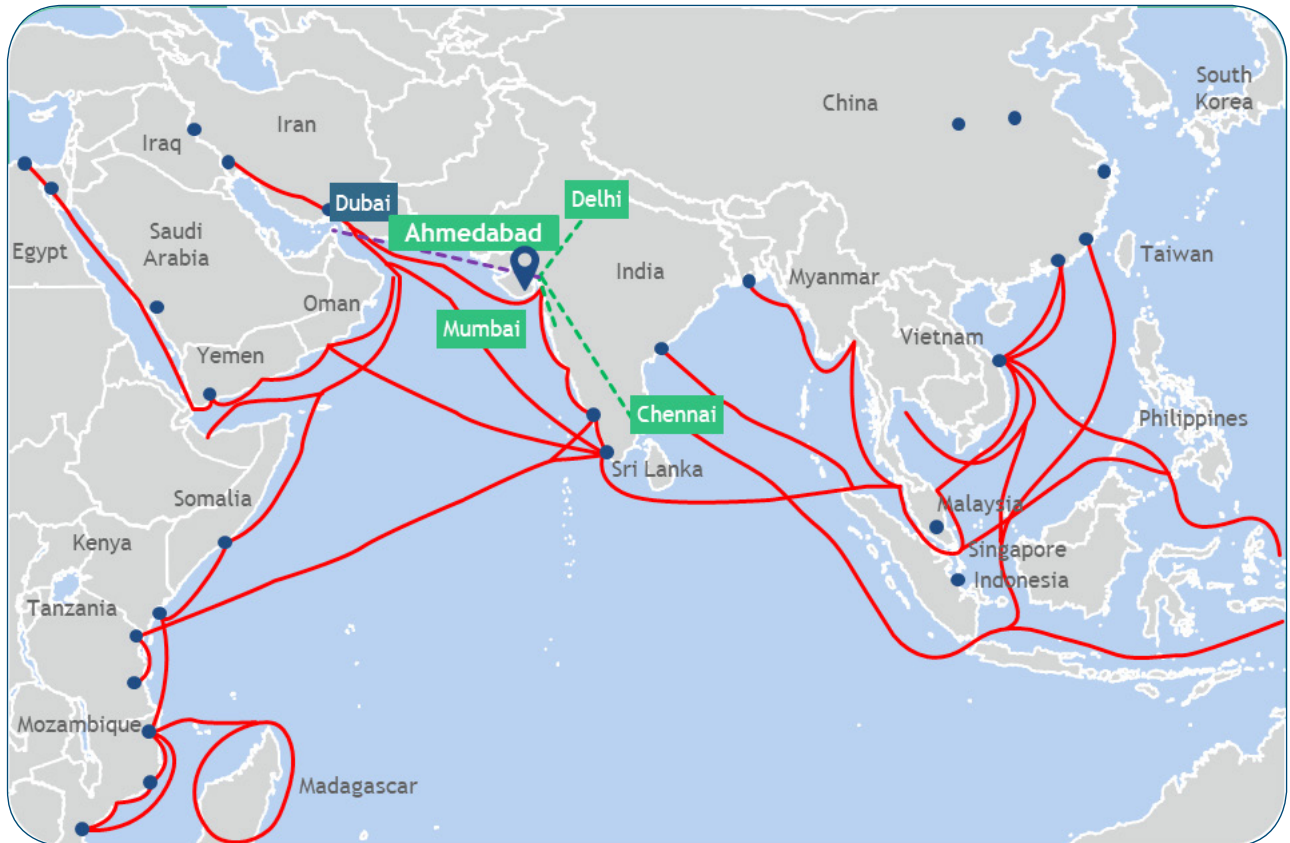 South
Korea
China
Iran
Iraq
Dubai
Delhi
Ahmedabad
Saudi
Arabia
Egypt
Taiwan
India
Myanmar
Oman
Mumbai
Vietnam
Yemen
Chennai
Philippines
Sri Lanka
Somalia
Malaysia
Kenya
Singapore
Indonesia
Tanzania
Mozambique
Madagascar